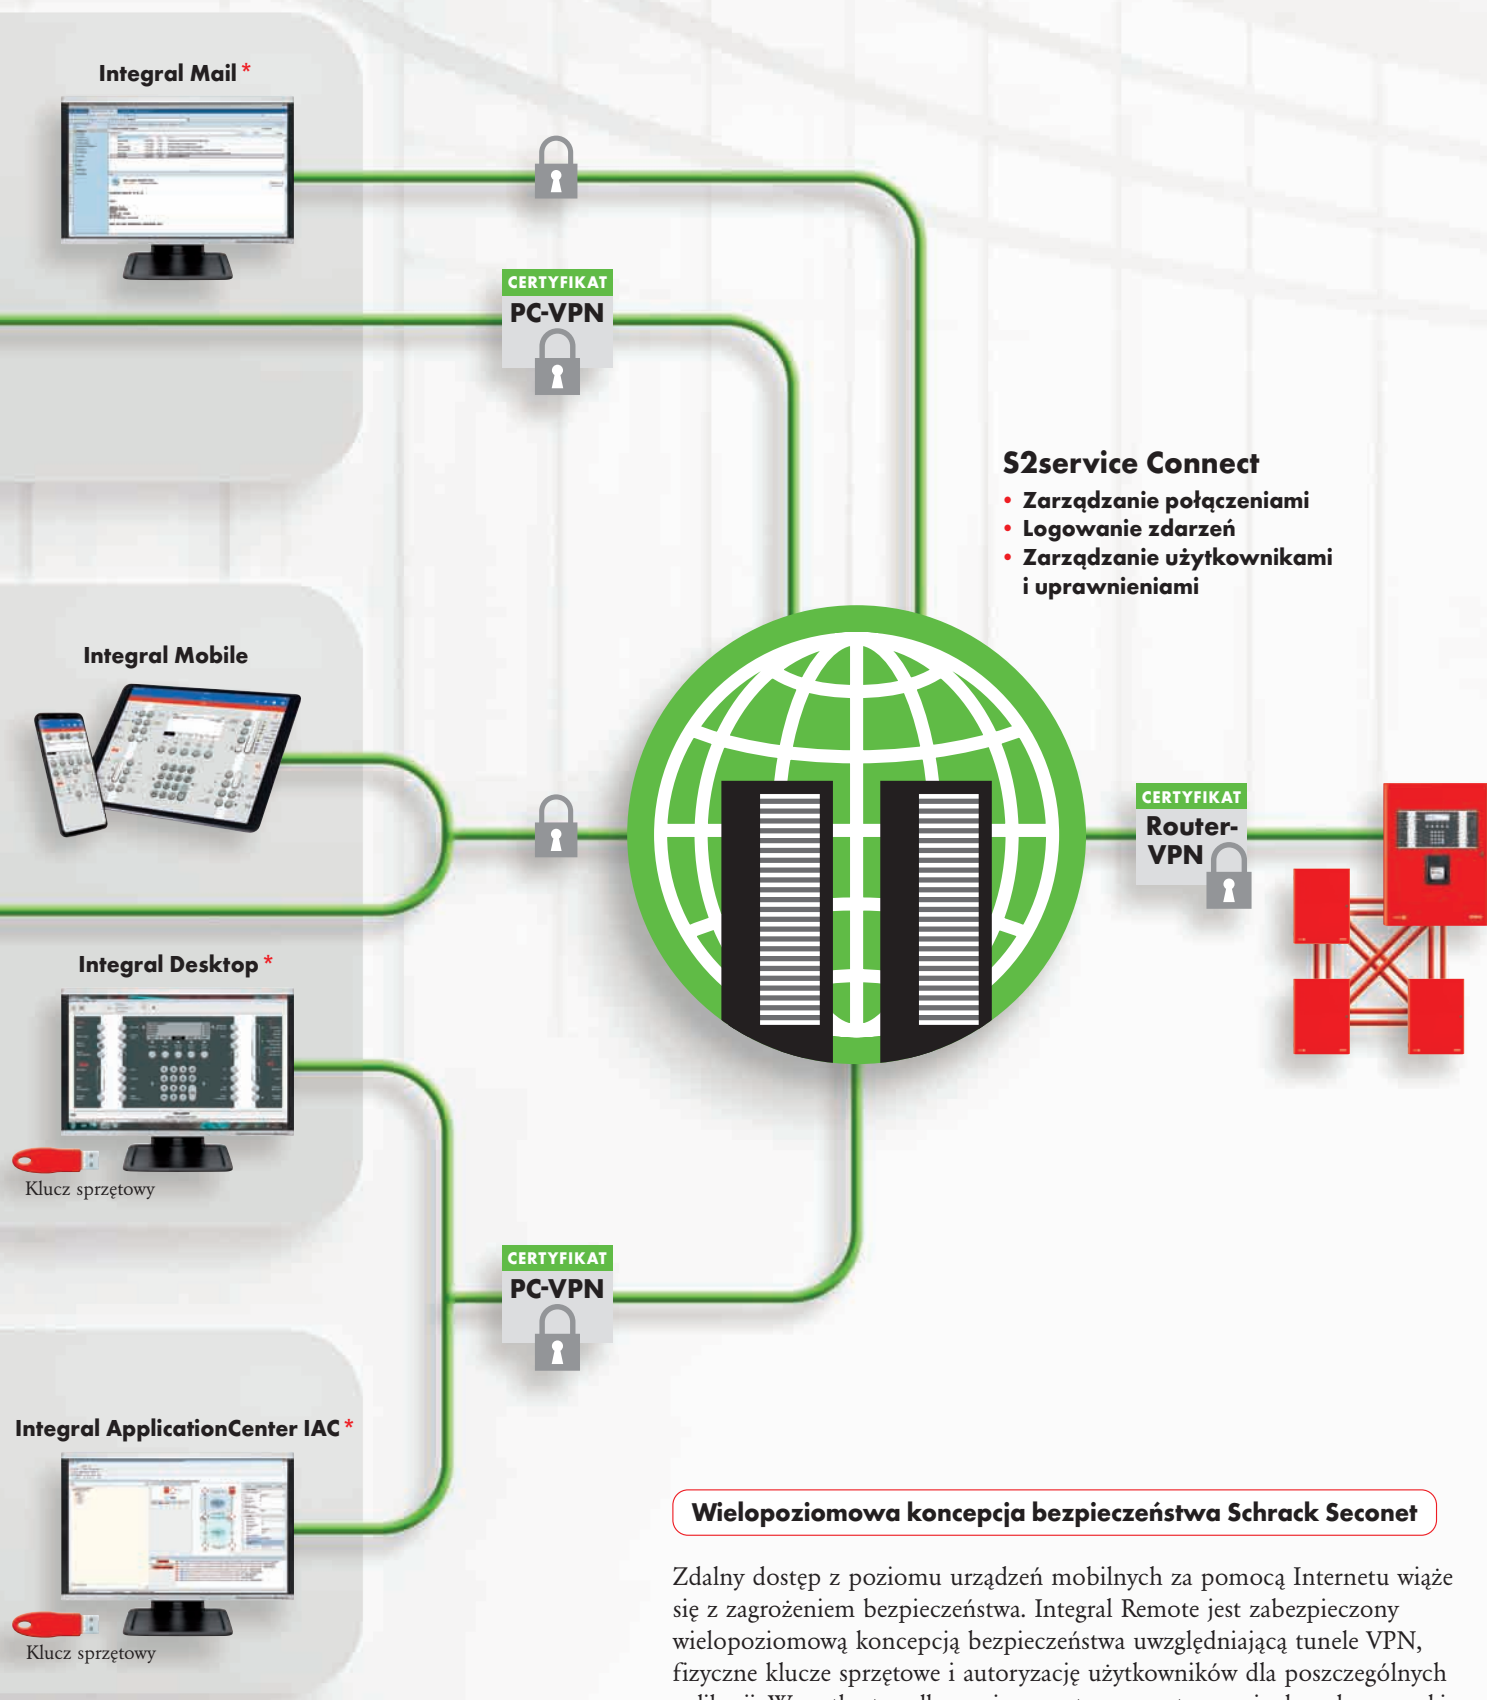 Integral Mail *
CERTYFIKAT
PC-VPN
S2service Connect
• Zarządzanie połączeniami
• Logowanie zdarzeń
• Zarządzanie użytkownikami
i uprawnieniami
Integral Mobile
CERTYFIKAT
Router-
VPN
Integral Desktop *
Klucz sprzętowy
CERTYFIKAT
PC-VPN
Integral ApplicationCenter IAC *
Klucz sprzętowy
Wielopoziomowa koncepcja bezpieczeństwa Schrack Seconet
Zdalny dostęp z poziomu urządzeń mobilnych za pomocą Internetu wiąże
się z zagrożeniem bezpieczeństwa. Integral Remote jest zabezpieczony
wielopoziomową koncepcją bezpieczeństwa uwzględniającą tunele VPN,
fizyczne klucze sprzętowe i autoryzację użytkowników dla poszczególnych